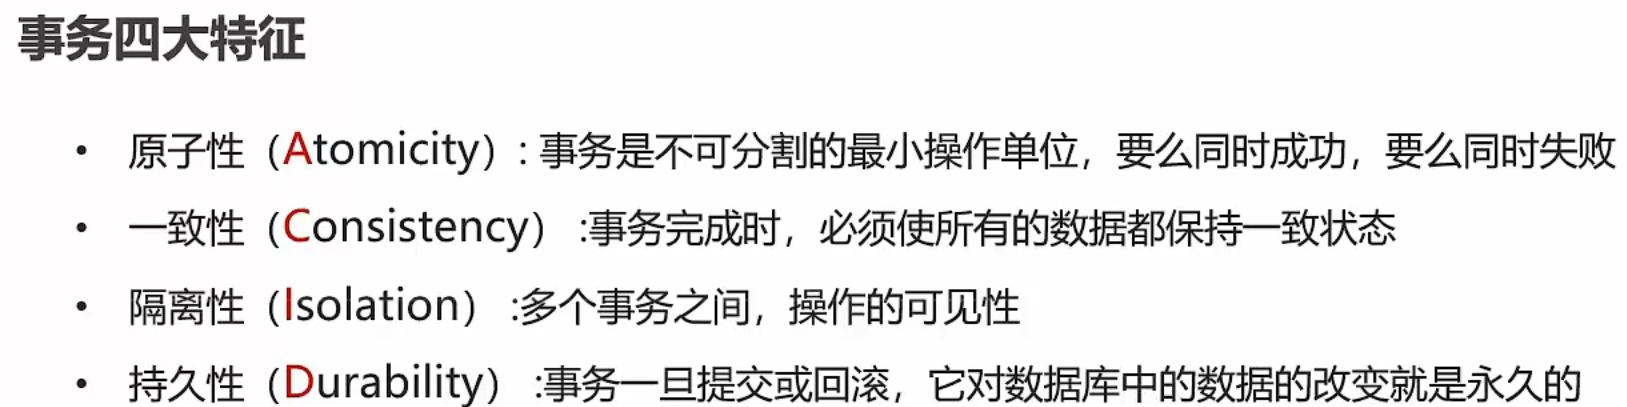 事务四大特征
• 原子性（Atomicity）: 事务是不可分割的最小操作单位，要么同时成功，要么同时失败
• 一致性（Consistency） :事务完成时，必须使所有的数据都保持一致状态
• 隔离性（Isolation） :多个事务之间，操作的可见性
• 持久性（Durability） :事务一旦提交或回滚，它对数据库中的数据的改变就是永久的